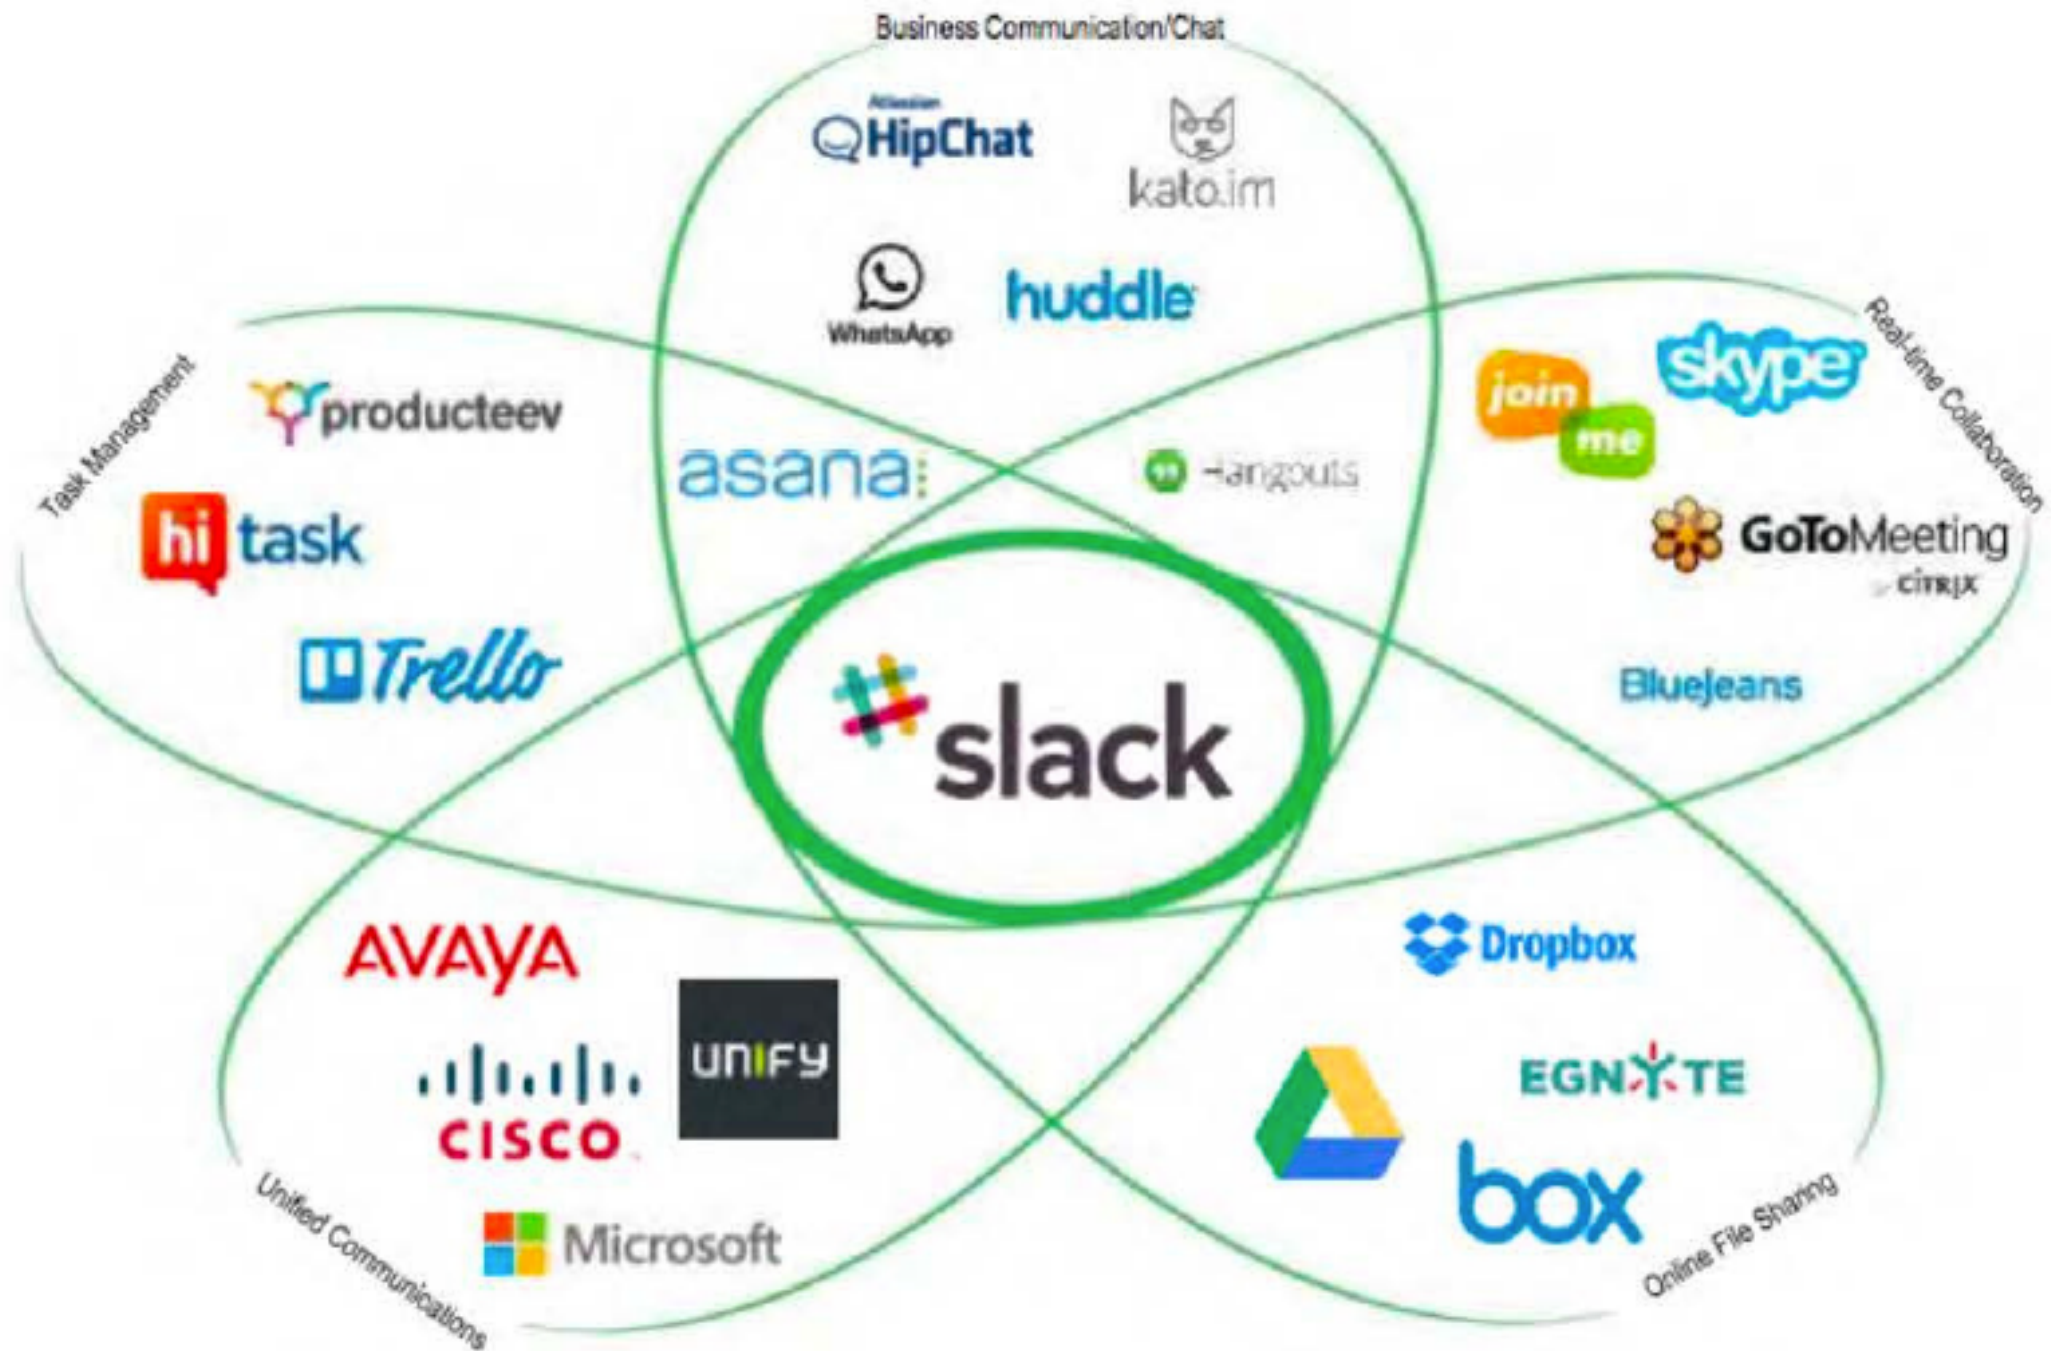 Business Communication/Chat
Atlassian
HipChat
kato.im
WhatsApp
huddle
Real-time Collaboration
join
me
skype
GoToMeeting
CITRIX
BlueJeans
Task Management
producteev
hi task
Trello
asana
Hangouts
slack
AVAYA
UNIFY
CISCO
Microsoft
Unified Communications
Dropbox
EGNYTE
box
Online File Sharing